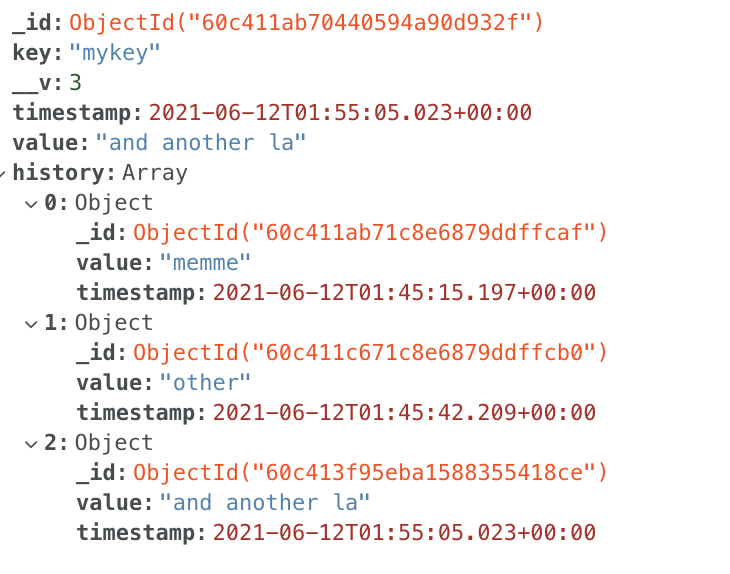 _id: ObjectId("60c411ab70440594a90d932f")
key: "mykey"
__v: 3
timestamp: 2021-06-12T01:55:05.023+00:00
value: "and another la"
history: Array
0: Object
_id: ObjectId("60c411ab71c8e6879ddffcaf")
value: "memme"
timestamp: 2021-06-12T01:45:15.197+00:00
1: Object
_id: ObjectId("60c411c671c8e6879ddffcb0")
value: "other"
timestamp: 2021-06-12T01:45:42.209+00:00
2: Object
_id: ObjectId("60c413f95eba1588355418ce")
value: "and another la"
timestamp: 2021-06-12T01:55:05.023+00:00